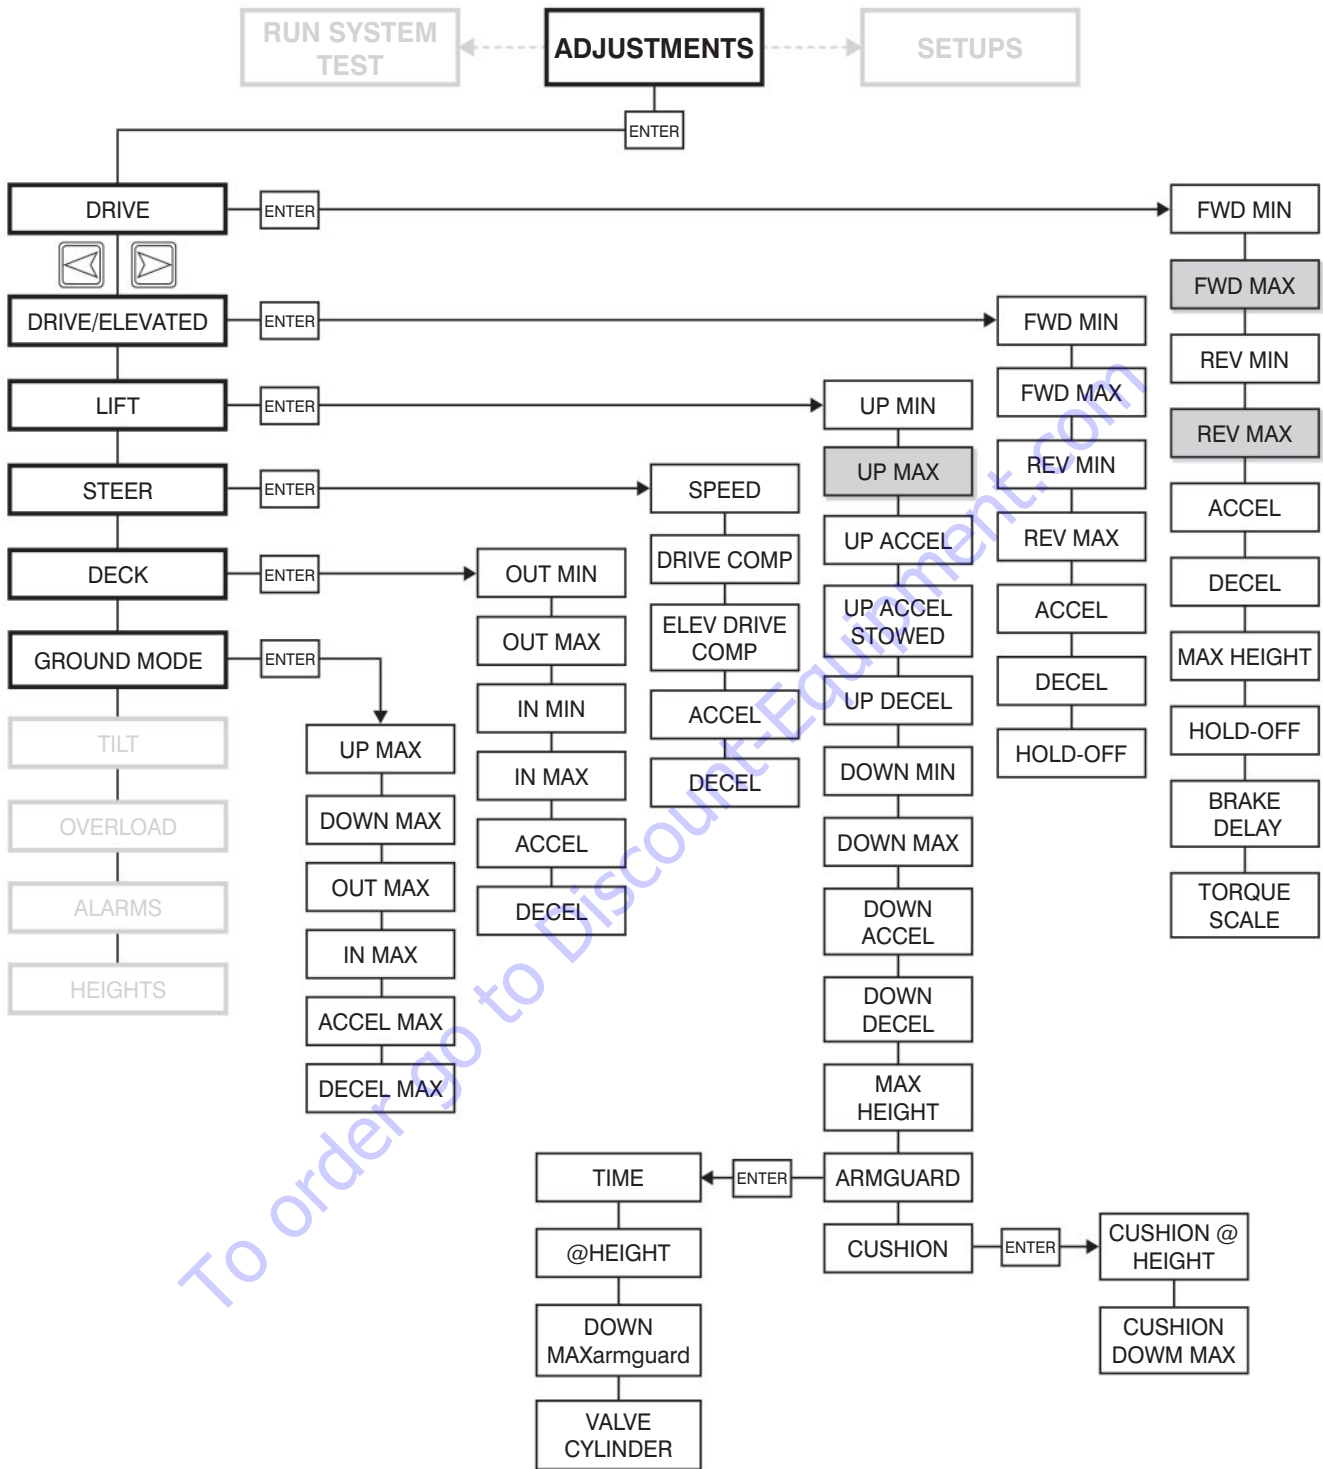 RUN SYSTEM
TEST
ADJUSTMENTS
SETUPS
ENTER
DRIVE
ENTER
FWD MIN
FWD MAX
REV MIN
REV MAX
ACCEL
DECEL
MAX HEIGHT
HOLD-OFF
BRAKE
DELAY
TORQUE
SCALE
DRIVE/ELEVATED
ENTER
FWD MIN
FWD MAX
REV MIN
REV MAX
ACCEL
DECEL
HOLD-OFF
LIFT
ENTER
UP MIN
UP MAX
UP ACCEL
UP ACCEL
STOWED
UP DECEL
DOWN MIN
DOWN MAX
DOWN
ACCEL
DOWN
DECEL
MAX
HEIGHT
ARMGUARD
ENTER
TIME
@HEIGHT
DOWN
MAXarmguard
VALVE
CYLINDER
CUSHION
ENTER
CUSHION @
HEIGHT
CUSHION
DOWM MAX
STEER
ENTER
SPEED
DRIVE COMP
ELEV DRIVE
COMP
ACCEL
DECEL
DECK
ENTER
OUT MIN
OUT MAX
IN MIN
IN MAX
ACCEL
DECEL
GROUND MODE
ENTER
UP MAX
DOWN MAX
OUT MAX
IN MAX
ACCEL MAX
DECEL MAX
TILT
OVERLOAD
ALARMS
HEIGHTS
To order go to Discount-Equipment.com